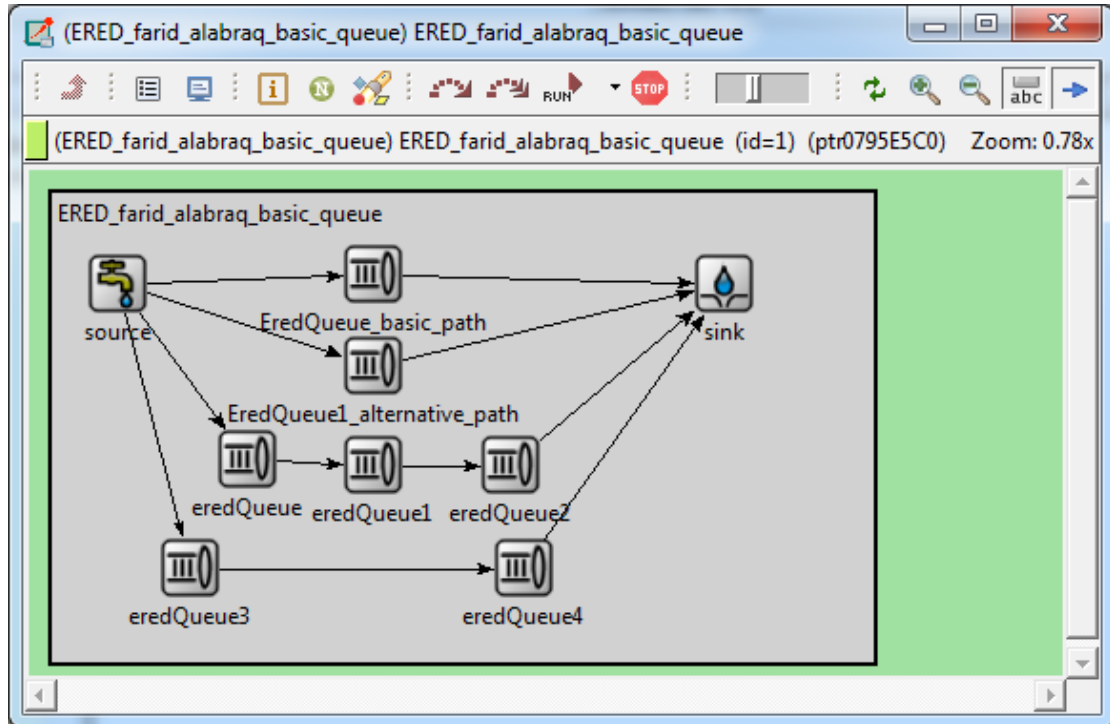 (ERED_farid_alabraq_basic_queue) ERED_farid_alabraq_basic_queue
i N RUN STOP abc
(ERED_farid_alabraq_basic_queue) ERED_farid_alabraq_basic_queue (id=1) (ptr0795E5C0) Zoom: 0.78x
ERED_farid_alabraq_basic_queue
source
EredQueue_basic_path
sink
EredQueue1_alternative_path
eredQueue eredQueue1 eredQueue2
eredQueue3 eredQueue4